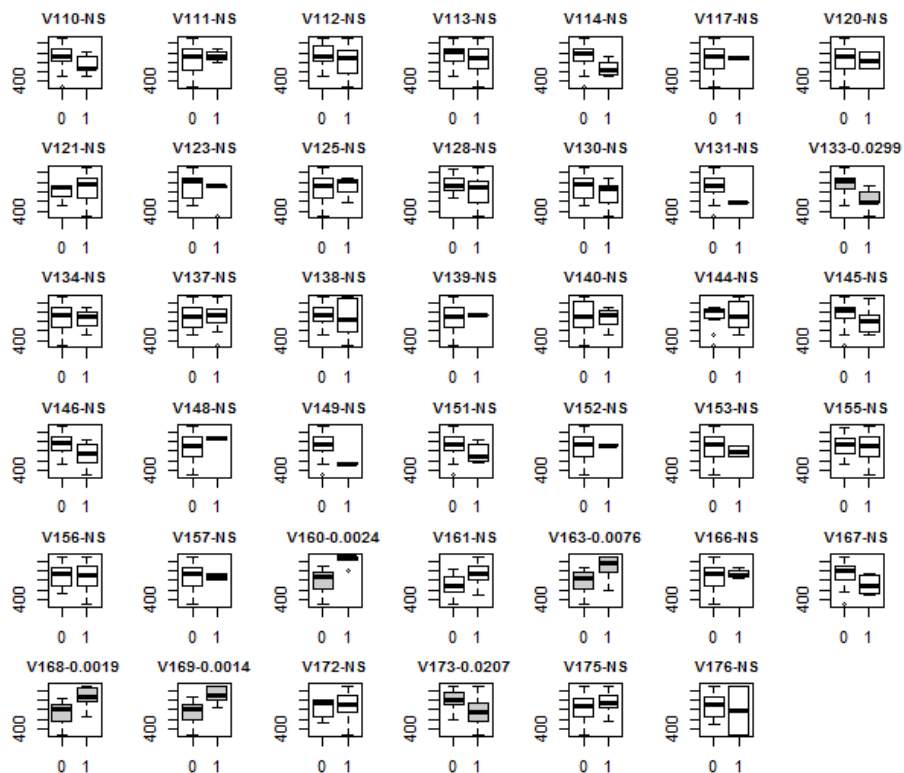 V110-NS V111-NS V112-NS V113-NS V114-NS V117-NS V120-NS
400 400 400 400 400 400 400
0 1 0 1 0 1 0 1 0 1 0 1 0 1
V121-NS V123-NS V125-NS V128-NS V130-NS V131-NS V133-0.0299
400 400 400 400 400 400 400
0 1 0 1 0 1 0 1 0 1 0 1 0 1
V134-NS V137-NS V138-NS V139-NS V140-NS V144-NS V145-NS
400 400 400 400 400 400 400
0 1 0 1 0 1 0 1 0 1 0 1 0 1
V146-NS V148-NS V149-NS V151-NS V152-NS V153-NS V155-NS
400 400 400 400 400 400 400
0 1 0 1 0 1 0 1 0 1 0 1 0 1
V156-NS V157-NS V160-0.0024 V161-NS V163-0.0076 V166-NS V167-NS
400 400 400 400 400 400 400
0 1 0 1 0 1 0 1 0 1 0 1 0 1
V168-0.0019 V169-0.0014 V172-NS V173-0.0207 V175-NS V176-NS
400 400 400 400 400 400
0 1 0 1 0 1 0 1 0 1 0 1